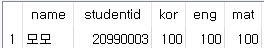 name studentid kor eng mat
1 모모 20990003 100 100 100